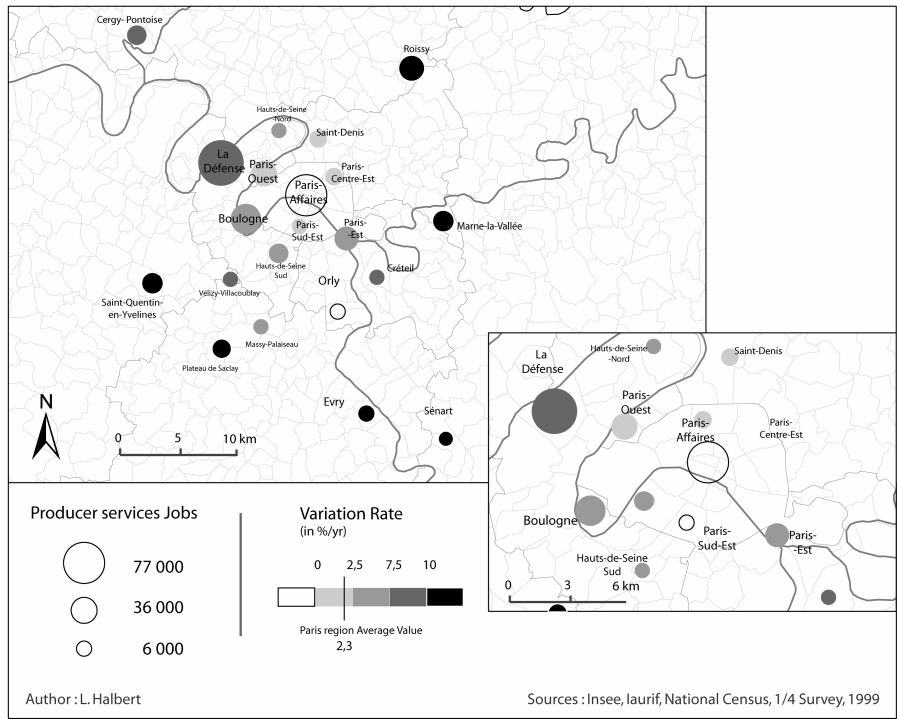 Cergy- Pontoise
Roissy
Hauts-de-Seine
-Nord
Saint-Denis
La
Défense
Paris-
Ouest
Paris-
Centre-Est
Paris-
Affaires
Boulogne
Paris-
Sud-Est
Paris-
-Est
Marne-la-Vallée
Hauts-de-Seine
Sud
Créteil
Orly
Vélizy-Villacoublay
Saint-Quentin-
en-Yvelines
Massy-Palaiseau
Plateau de Saclay
Evry
Sénart
N
0 5 10 km
La
Défense
Hauts-de-Seine
-Nord
Saint-Denis
Paris-
Ouest
Paris-
Affaires
Paris-
Centre-Est
Boulogne
Paris-
Sud-Est
Paris-
-Est
Hauts-de-Seine
Sud
0 3 6 km
Producer services Jobs
77 000
36 000
6 000
Variation Rate
(in %/yr)
0 2,5 7,5 10
Paris region Average Value
2,3
Author : L. Halbert
Sources : Insee, Iaurif, National Census, 1/4 Survey, 1999